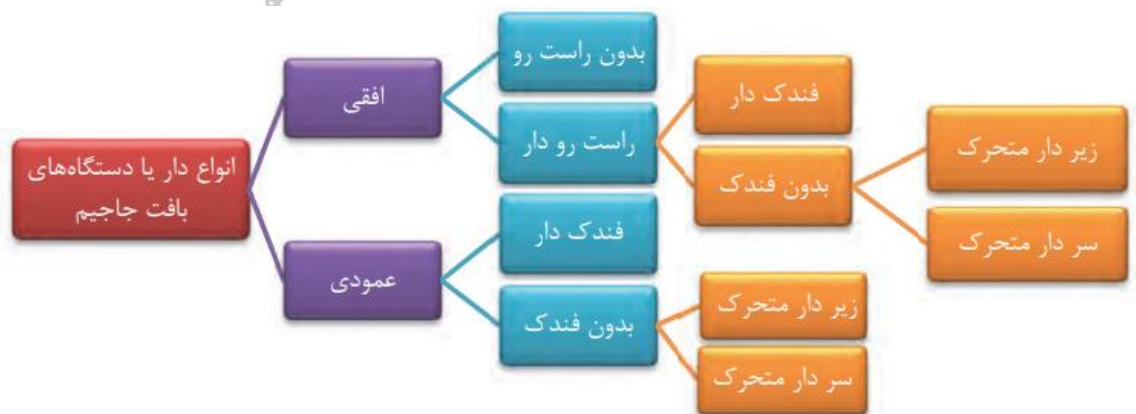 انواع دار یا دستگاه‌های
بافت جاجیم
افقی
بدون راست رو
راست رو دار
فندک دار
بدون فندک
زیر دار متحرک
سر دار متحرک
عمودی
فندک دار
بدون فندک
زیر دار متحرک
سر دار متحرک